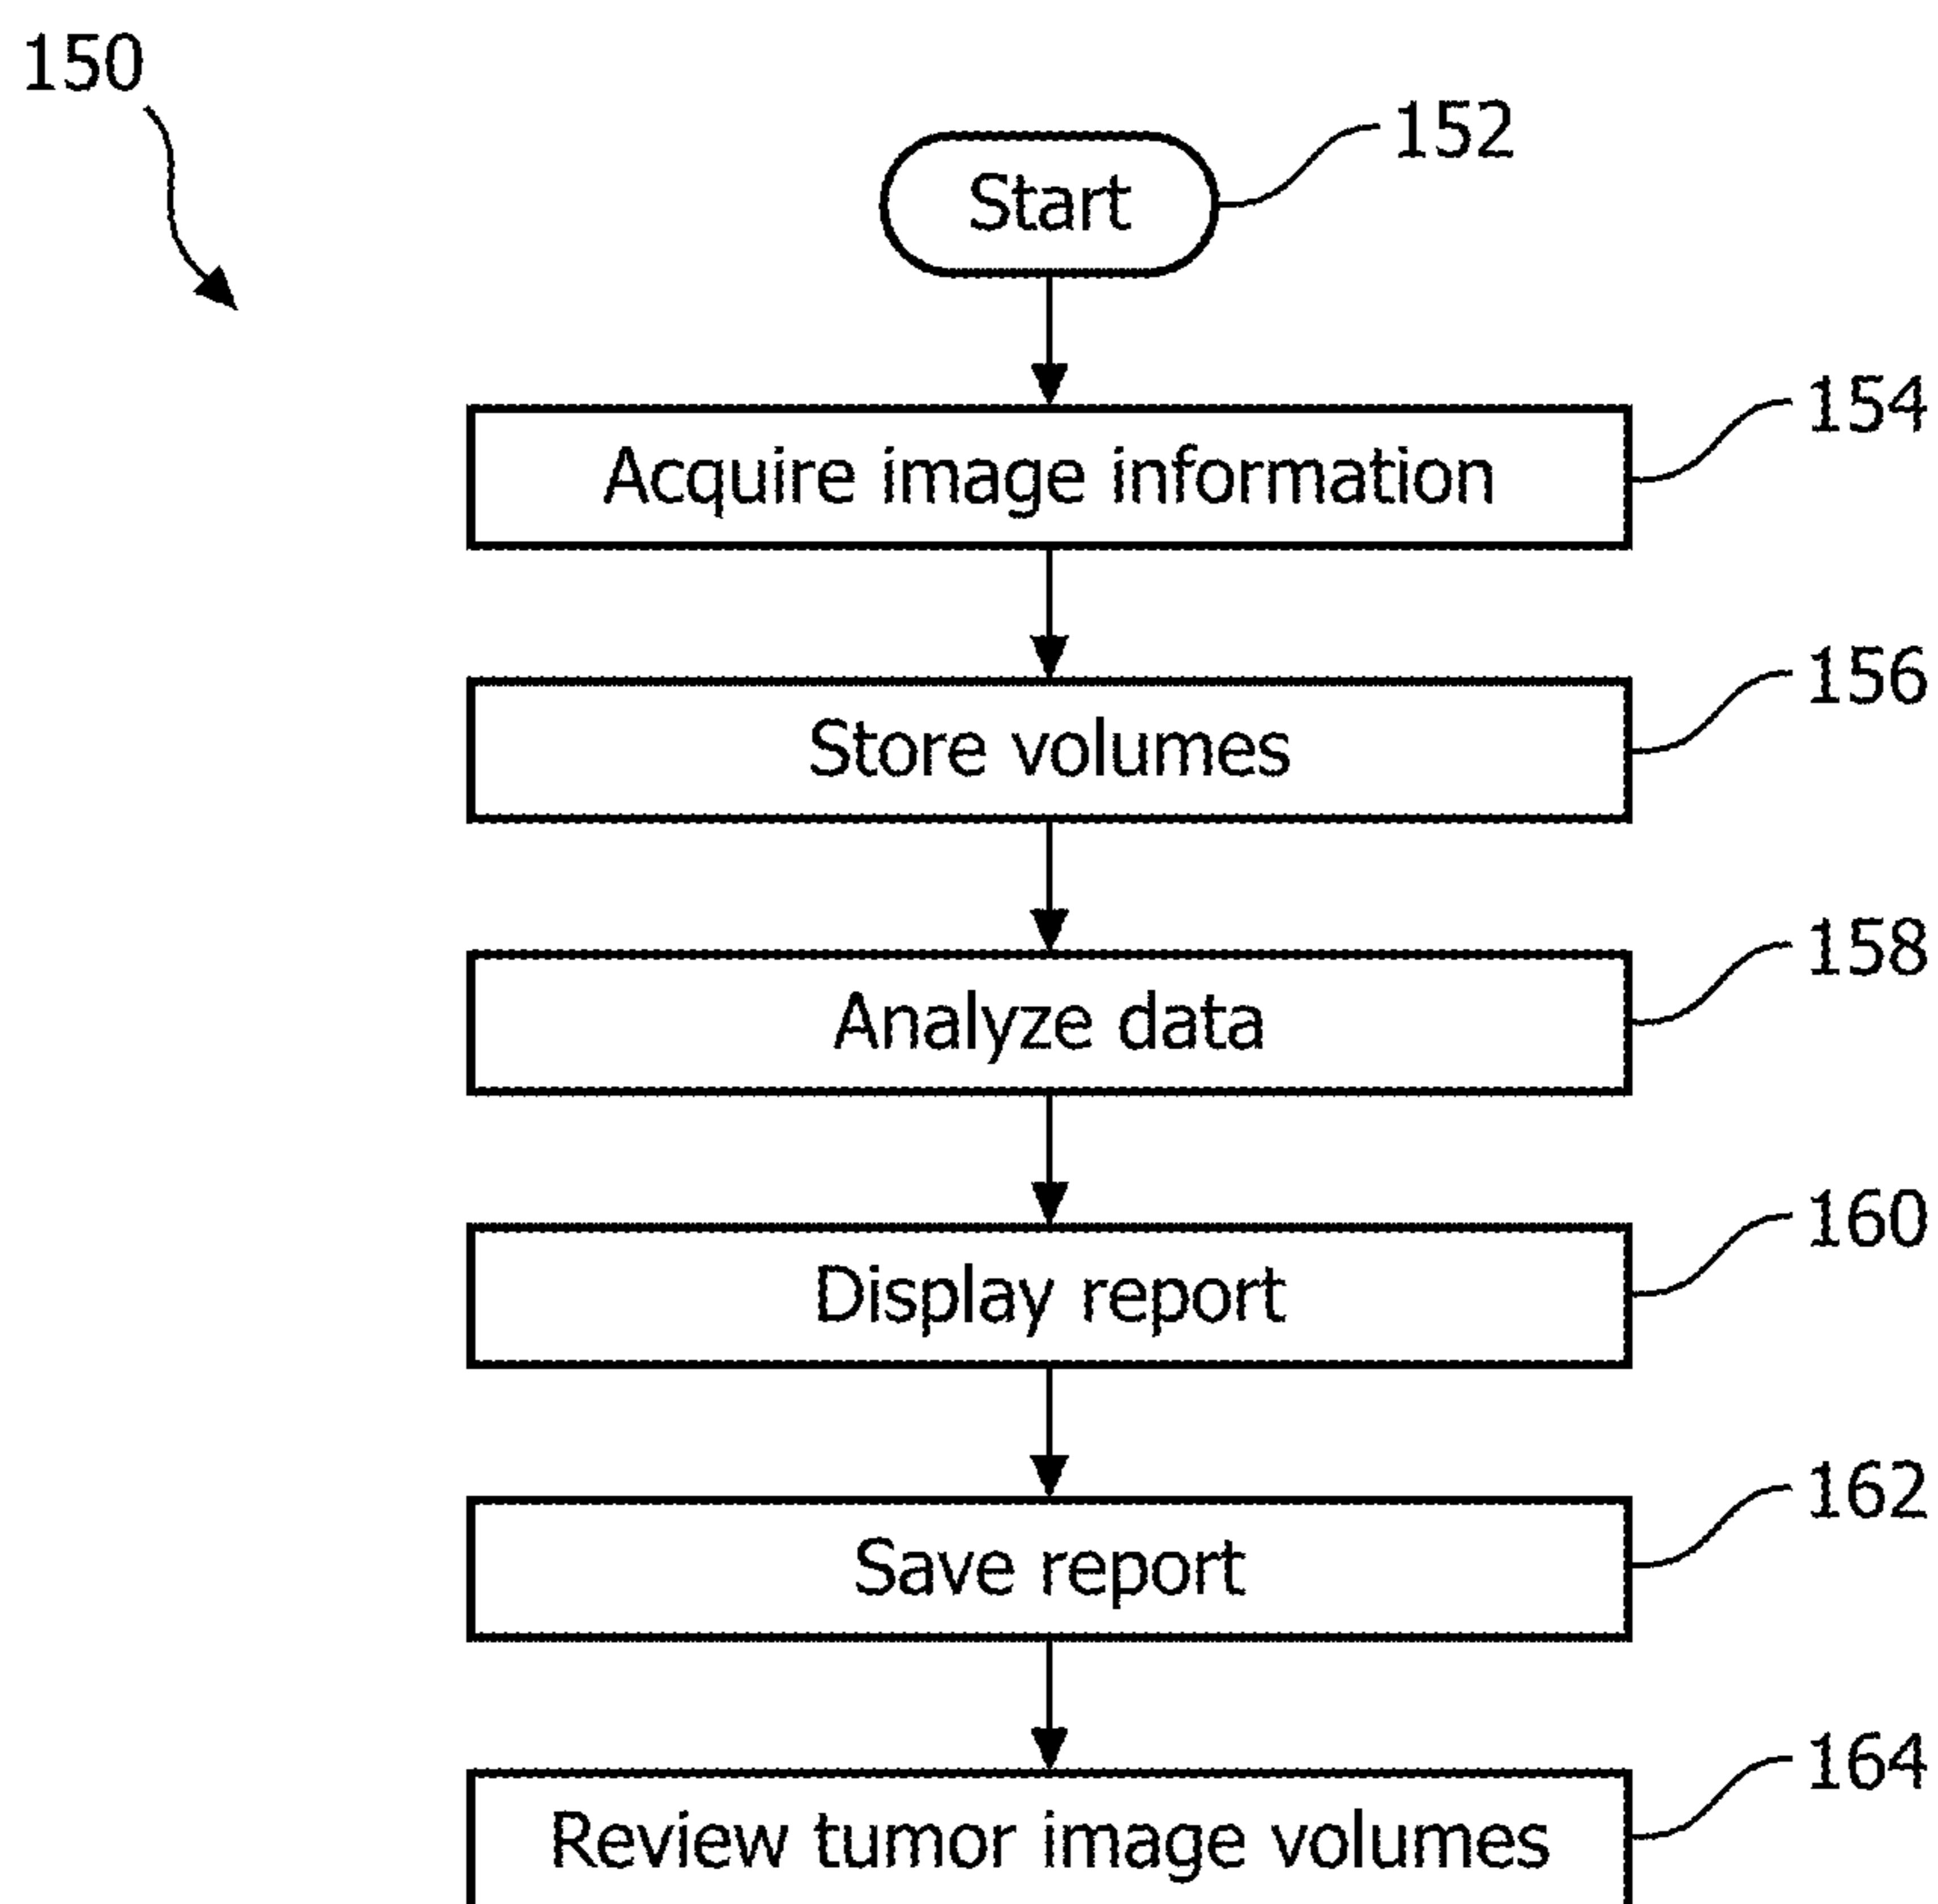 150
152
Start
154
Acquire image information
156
Store volumes
158
Analyze data
160
Display report
162
Save report
164
Review tumor image volumes